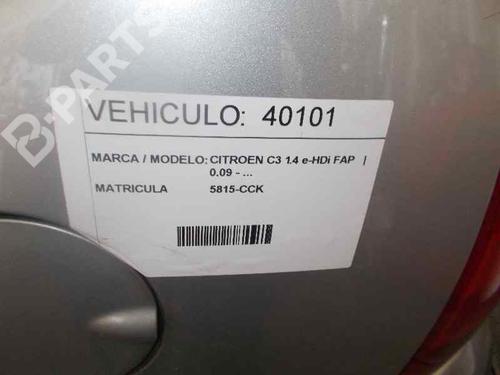 B-PARTS
VEHICULO: 40101
MARCA / MODELO: CITROEN C3 1.4 e-HDi FAP |
0.09 - ...
MATRICULA 5815-CCK